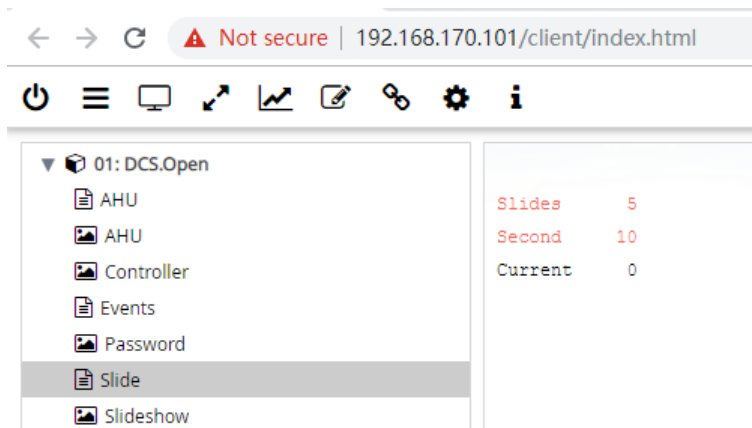 Not secure | 192.168.170.101/client/index.html
01: DCS.Open
AHU
AHU
Controller
Events
Password
Slide
Slideshow
Slides 5
Second 10
Current 0